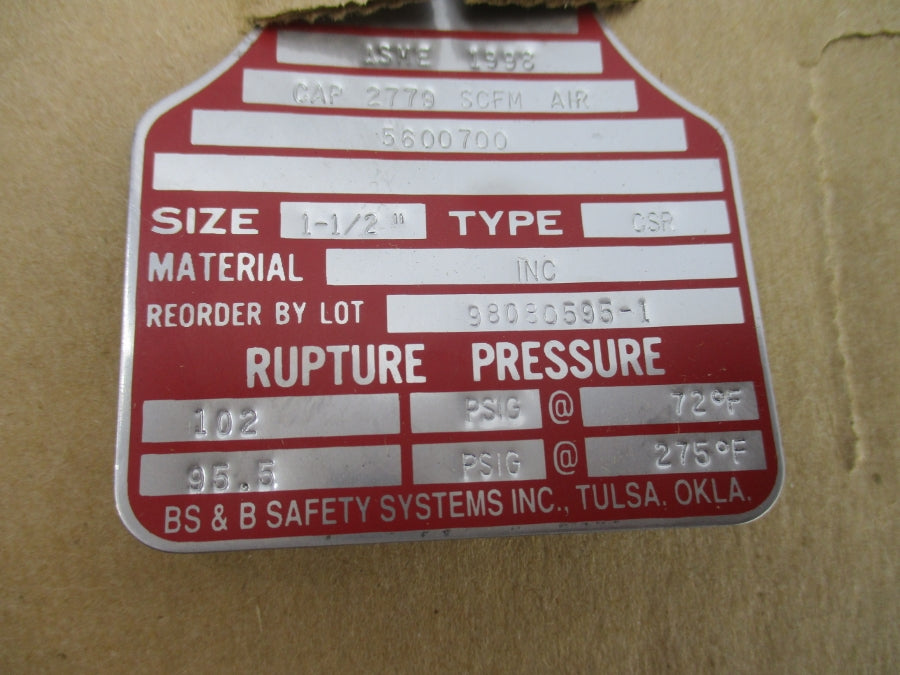 ASME 1998
CAP 2779 SCFM AIR
5600700
SIZE 1-1/2" TYPE CSR
MATERIAL INC
REORDER BY LOT 98080595-1
RUPTURE PRESSURE
102 PSIG @ 72°F
95.5 PSIG @ 275°F
BS & B SAFETY SYSTEMS INC., TULSA, OKLA.